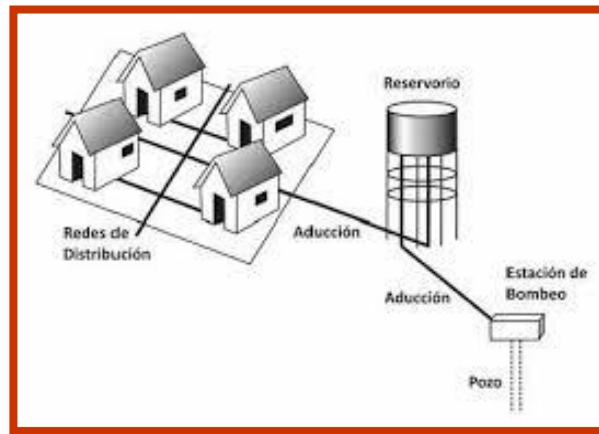 Reservorio
Redes de
Distribución
Aducción
Aducción
Estación de
Bombeo
Pozo